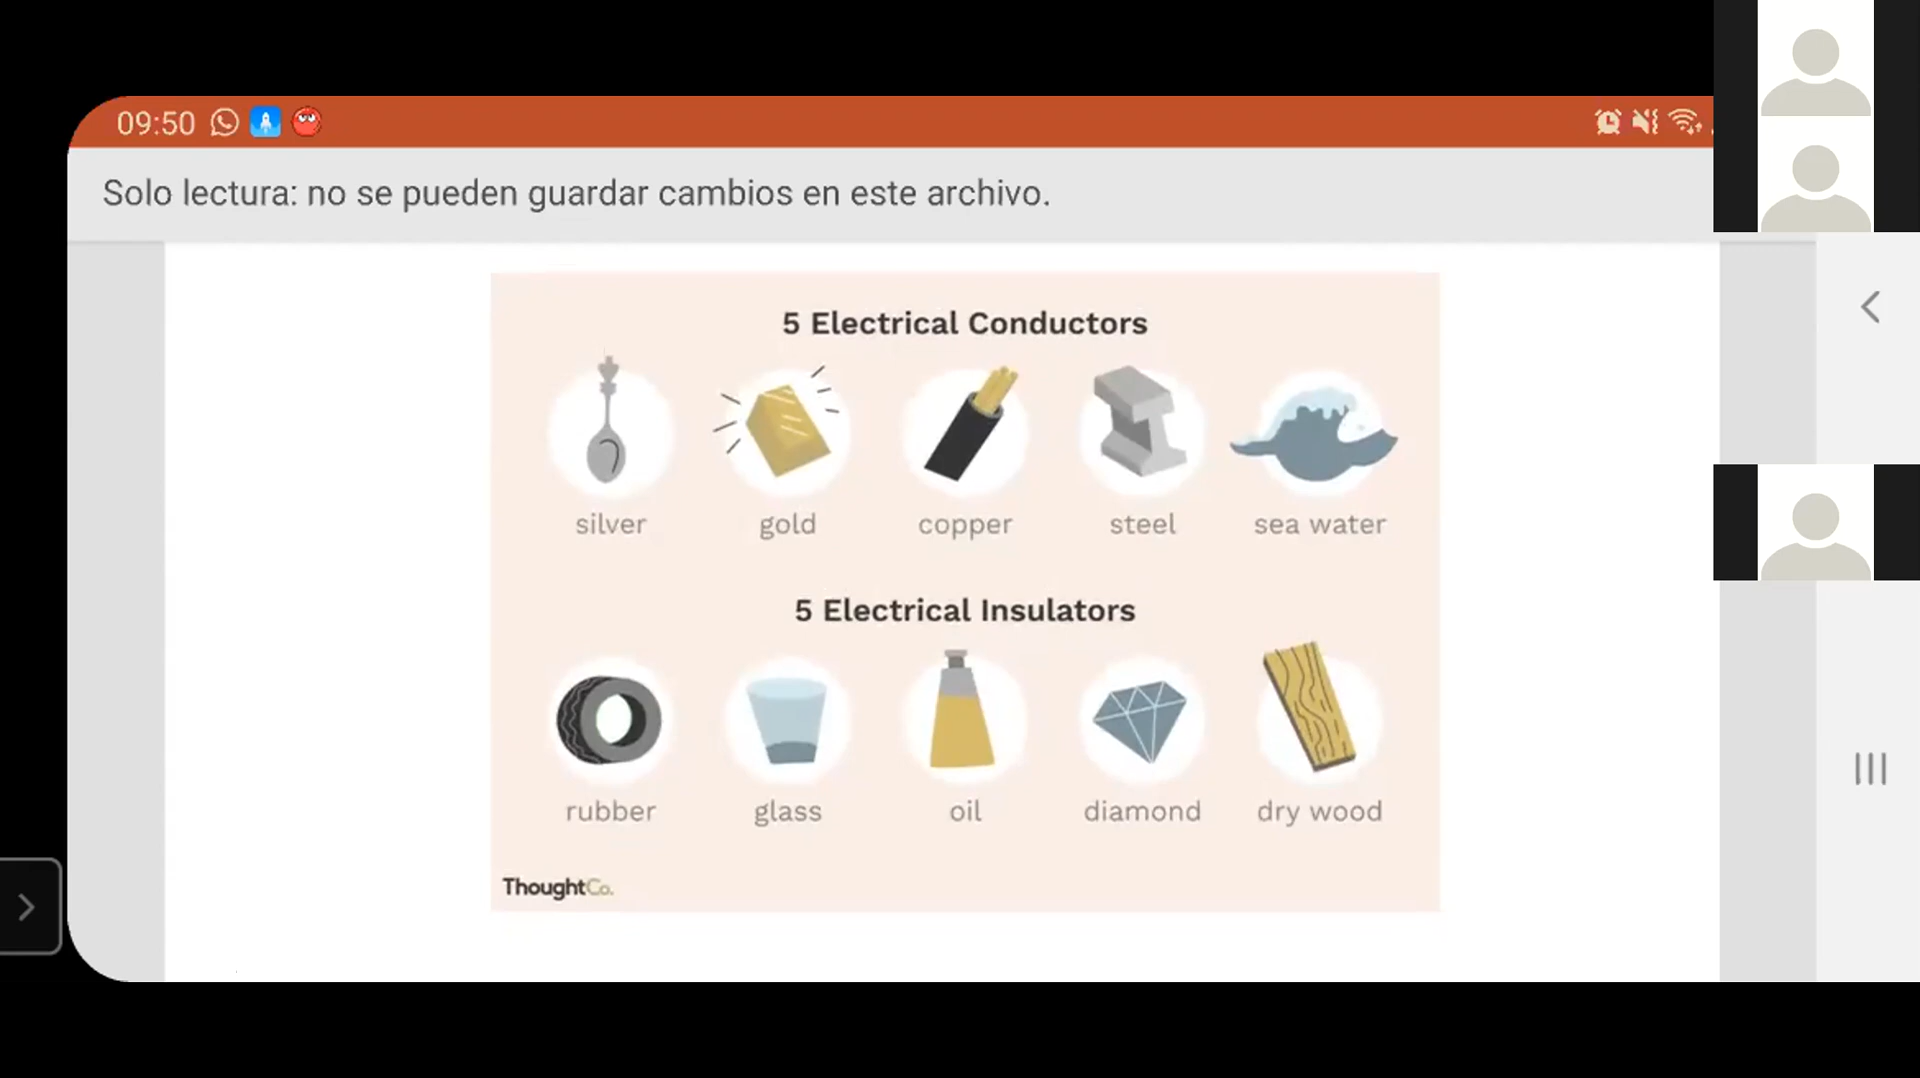 09:50
Solo lectura: no se pueden guardar cambios en este archivo.
5 Electrical Conductors
silver gold copper steel sea water
5 Electrical Insulators
rubber glass oil diamond dry wood
ThoughtCo.